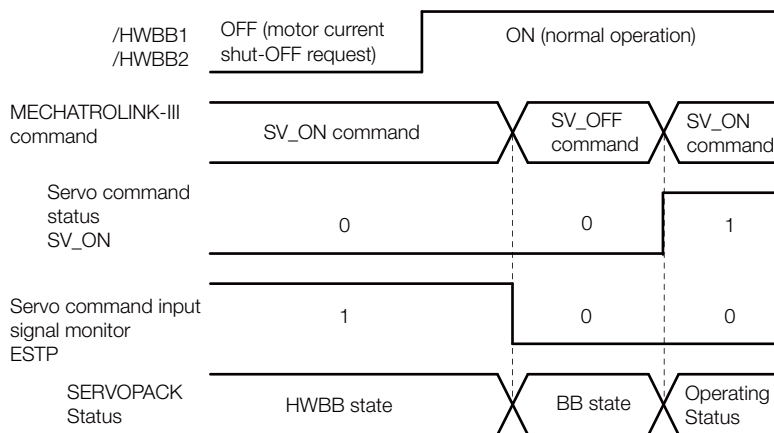 /HWBB1
/HWBB2
OFF (motor current
shut-OFF request)
ON (normal operation)
MECHATROLINK-III
command
SV_ON command
SV_OFF
command
SV_ON
command
Servo command
status
SV_ON
0
0
1
Servo command input
signal monitor
ESTP
1
0
0
SERVOPACK
Status
HWBB state
BB state
Operating
Status